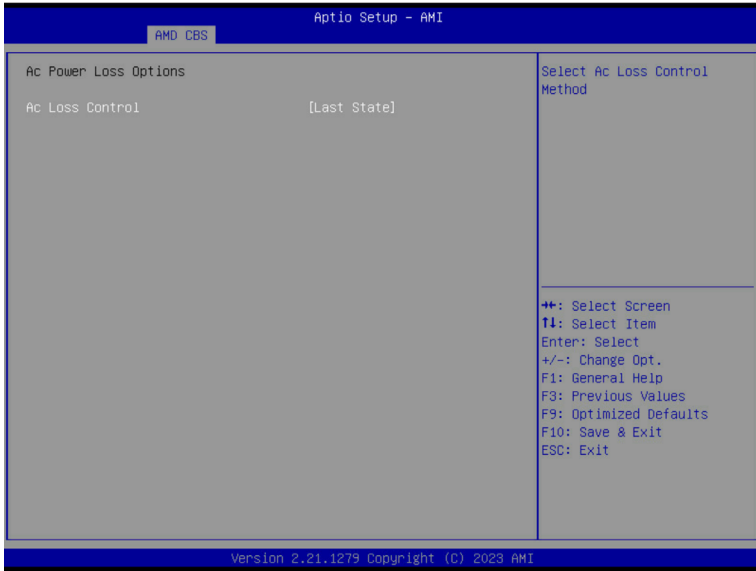 Aptio Setup – AMI
AMD CBS
Ac Power Loss Options
Ac Loss Control [Last State]
Select Ac Loss Control
Method
→←: Select Screen
↑↓: Select Item
Enter: Select
+/-: Change Opt.
F1: General Help
F3: Previous Values
F9: Optimized Defaults
F10: Save & Exit
ESC: Exit
Version 2.21.1279 Copyright (C) 2023 AMI